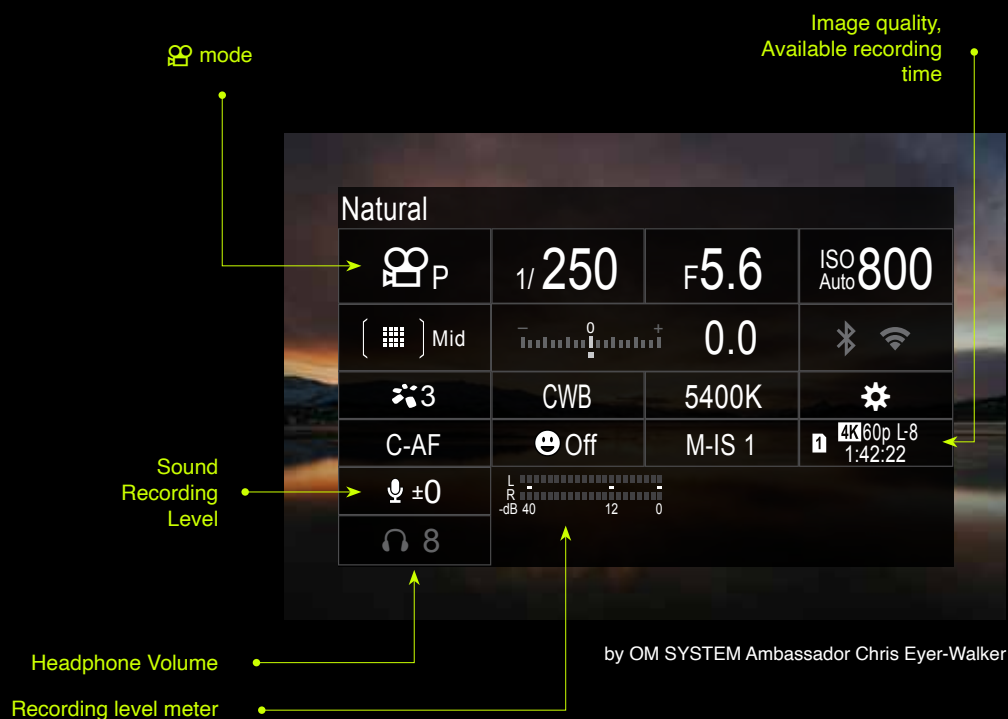 Image quality,
Available recording
time
mode
Natural
P
1/250
F5.6
ISO Auto 800
Mid
− 0 +
0.0
3
CWB
5400K
C-AF
Off
M-IS 1
1 4K 60p L-8
1:42:22
Sound
Recording
Level
±0
L
R
-dB 40 12 0
8
Headphone Volume
by OM SYSTEM Ambassador Chris Eyer-Walker
Recording level meter